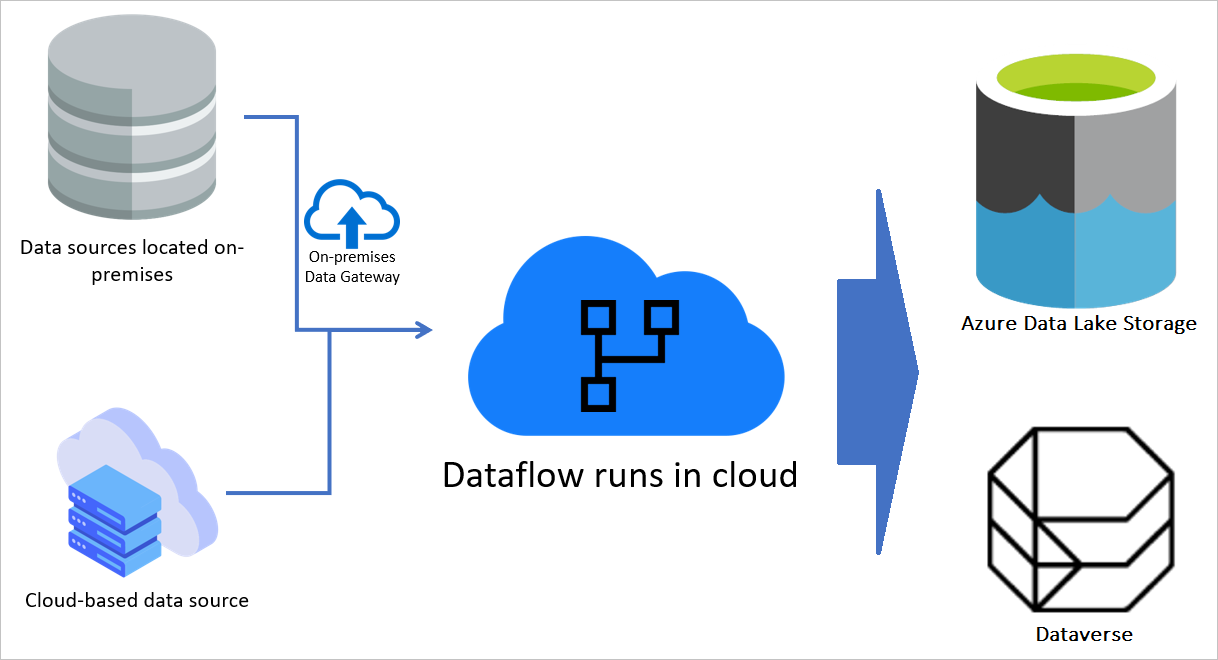 Data sources located on-
premises
On-premises
Data Gateway
Cloud-based data source
Dataflow runs in cloud
Azure Data Lake Storage
Dataverse